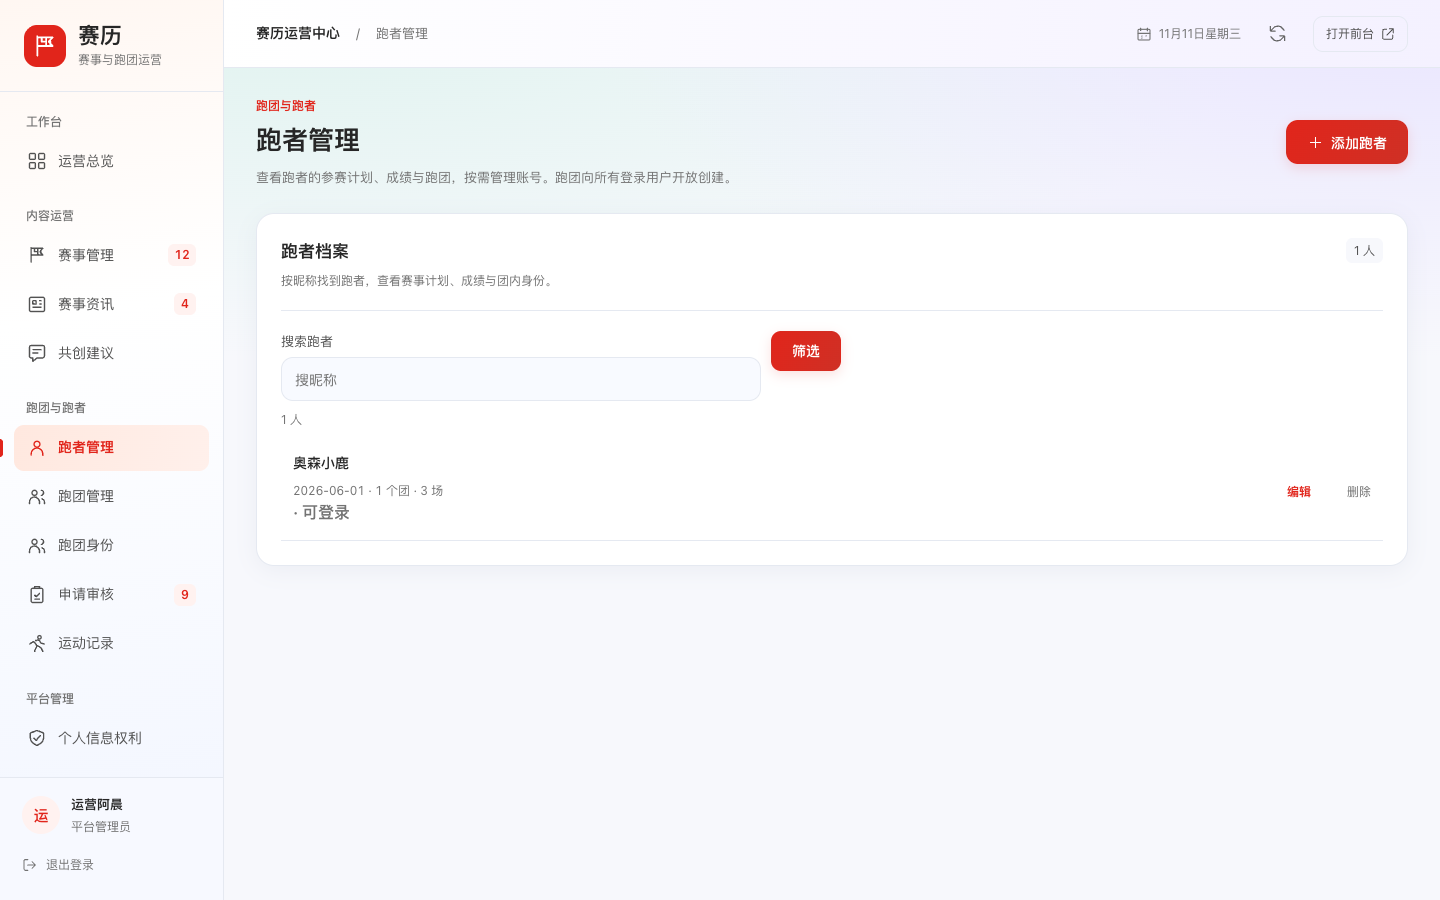 赛历
赛事与跑团运营
工作台
运营总览
内容运营
赛事管理 12
赛事资讯 4
共创建议
跑团与跑者
跑者管理
跑团管理
跑团身份
申请审核 9
运动记录
平台管理
个人信息权利
运
运营阿晨
平台管理员
退出登录
赛历运营中心 / 跑者管理
11月11日星期三
打开前台
跑团与跑者
跑者管理
查看跑者的参赛计划、成绩与跑团，按需管理账号。跑团向所有登录用户开放创建。
添加跑者
跑者档案
1 人
按昵称找到跑者，查看赛事计划、成绩与团内身份。
搜索跑者
搜昵称
筛选
1 人
奥森小鹿
2026-06-01 · 1 个团 · 3 场
· 可登录
编辑 删除